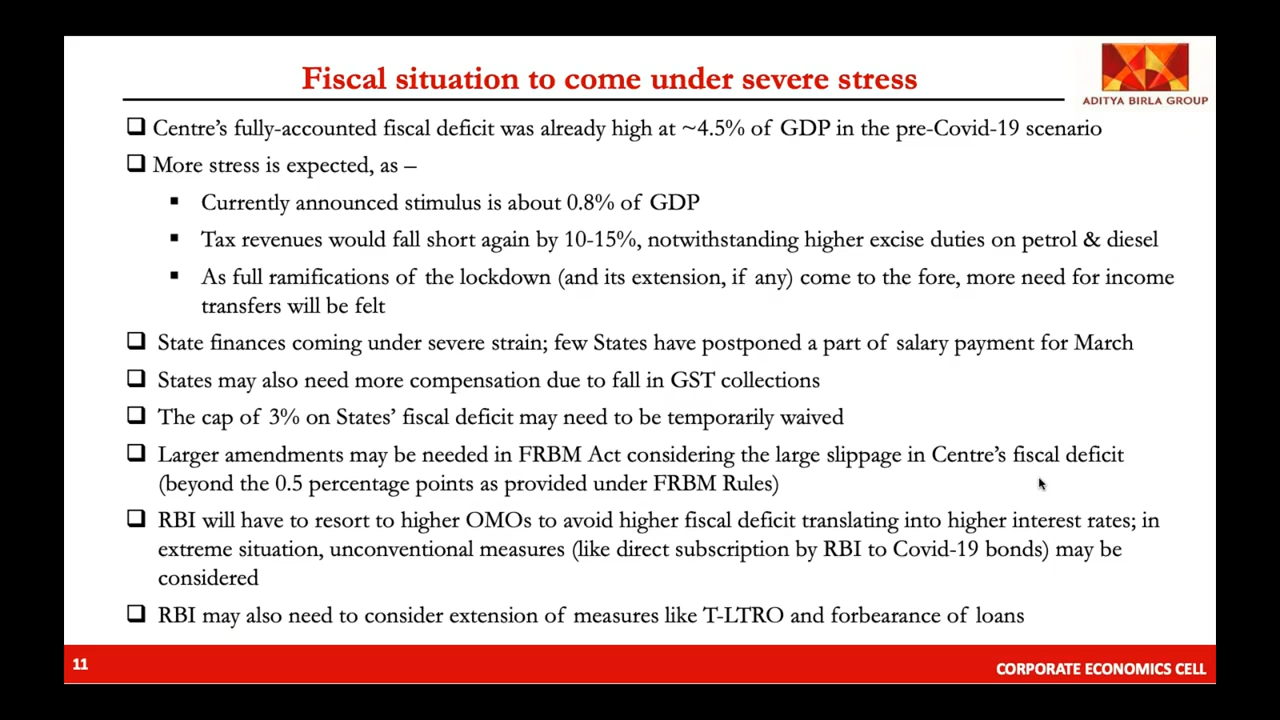 Fiscal situation to come under severe stress
ADITYA BIRLA GROUP
❑ Centre’s fully-accounted fiscal deficit was already high at ~4.5% of GDP in the pre-Covid-19 scenario
❑ More stress is expected, as –
▪ Currently announced stimulus is about 0.8% of GDP
▪ Tax revenues would fall short again by 10-15%, notwithstanding higher excise duties on petrol & diesel
▪ As full ramifications of the lockdown (and its extension, if any) come to the fore, more need for income
transfers will be felt
❑ State finances coming under severe strain; few States have postponed a part of salary payment for March
❑ States may also need more compensation due to fall in GST collections
❑ The cap of 3% on States’ fiscal deficit may need to be temporarily waived
❑ Larger amendments may be needed in FRBM Act considering the large slippage in Centre’s fiscal deficit
(beyond the 0.5 percentage points as provided under FRBM Rules)
❑ RBI will have to resort to higher OMOs to avoid higher fiscal deficit translating into higher interest rates; in
extreme situation, unconventional measures (like direct subscription by RBI to Covid-19 bonds) may be
considered
❑ RBI may also need to consider extension of measures like T-LTRO and forbearance of loans
11
CORPORATE ECONOMICS CELL